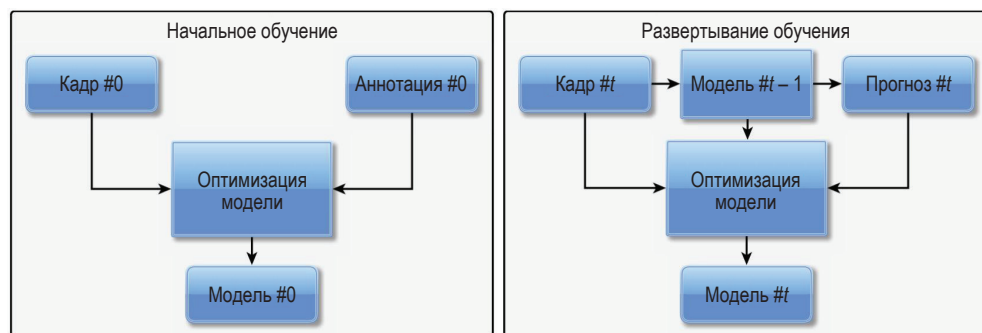 Начальное обучение
Кадр #0
Аннотация #0
Оптимизация
модели
Модель #0
Развертывание обучения
Кадр #t
Модель #t – 1
Прогноз #t
Оптимизация
модели
Модель #t